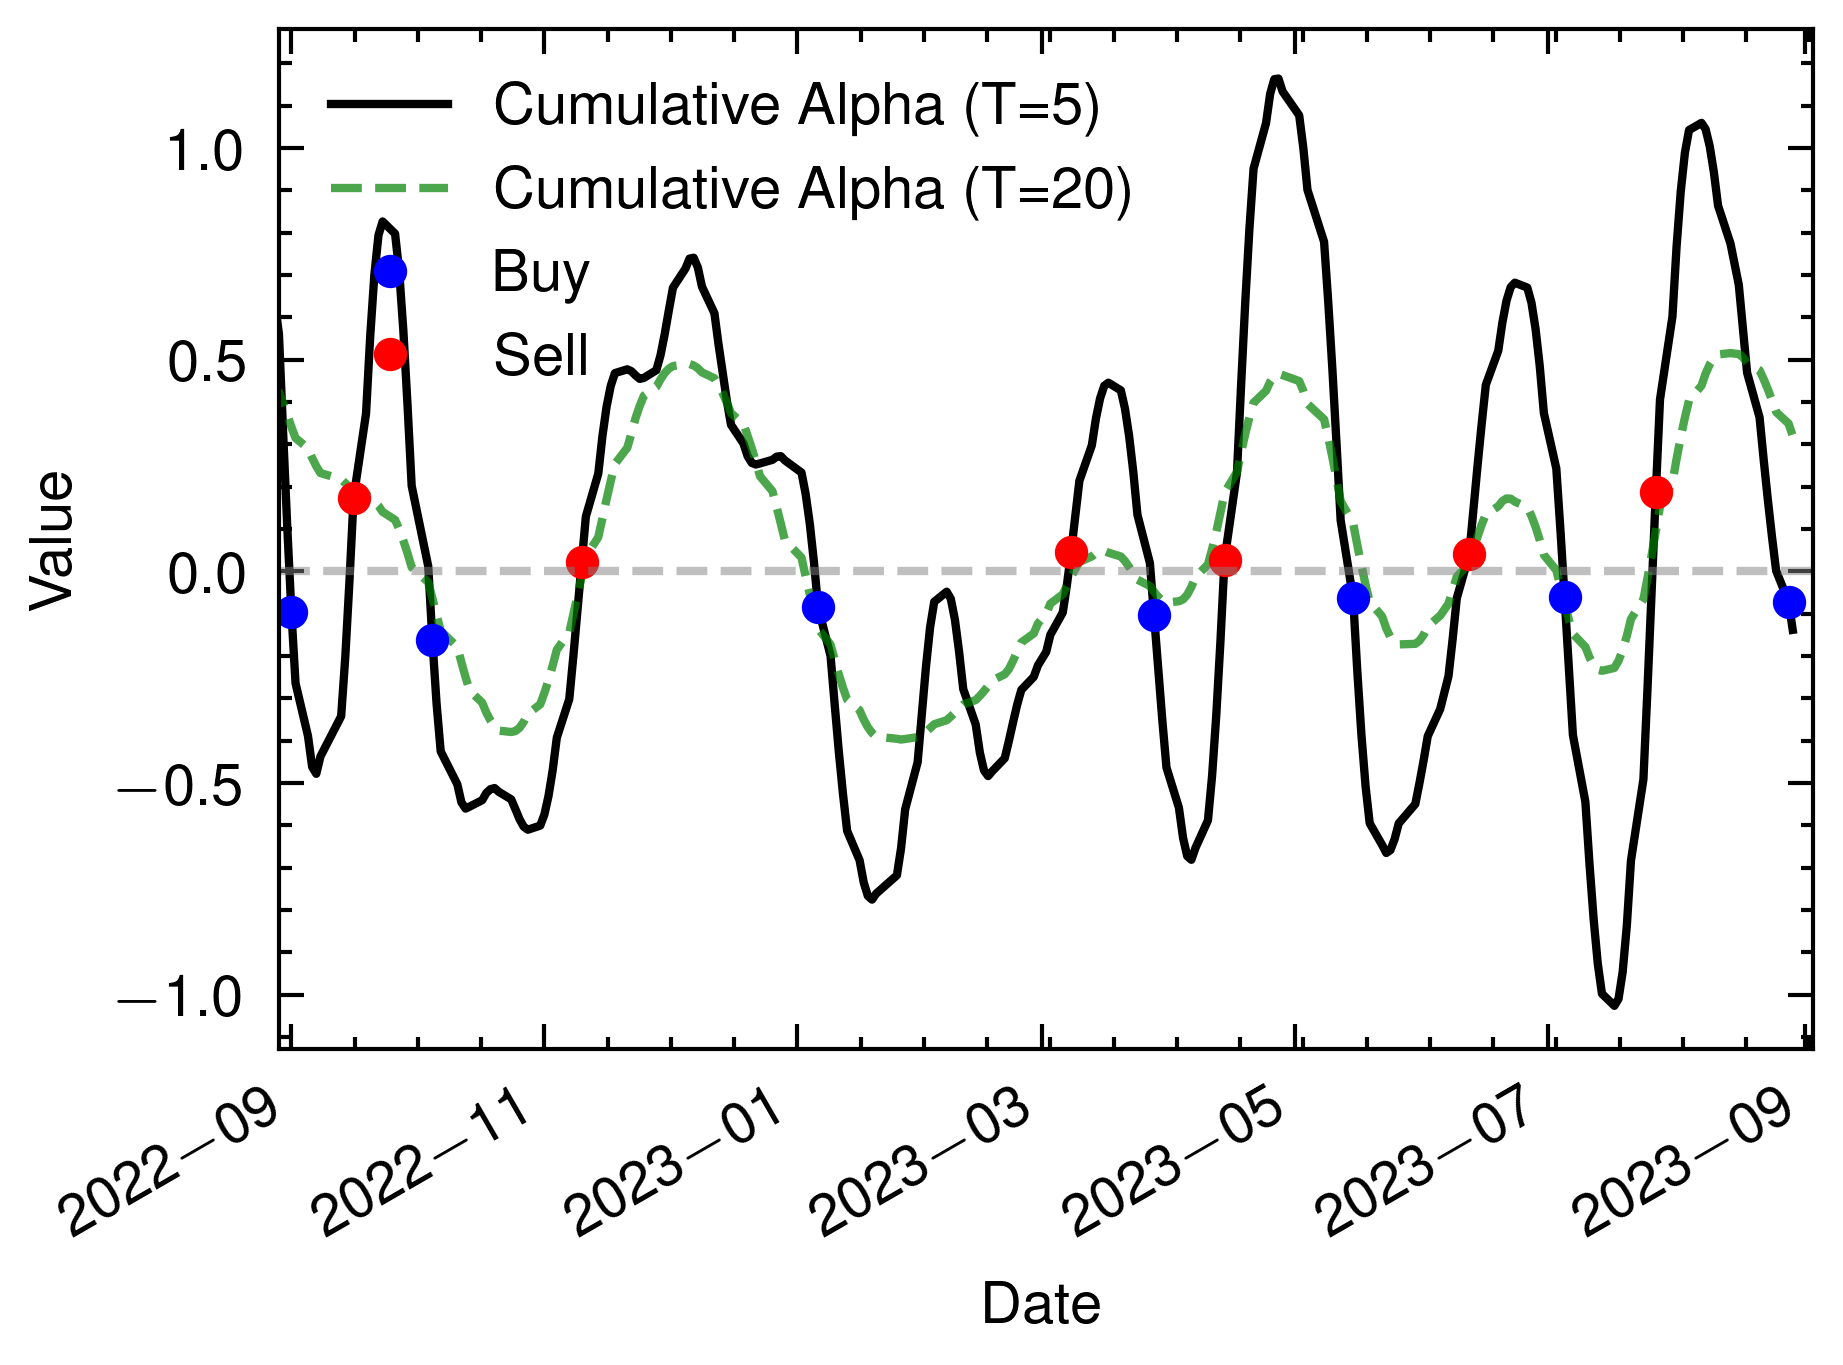 Cumulative Alpha (T=5)
Cumulative Alpha (T=20)
Buy
Sell
1.0
0.5
0.0
−0.5
−1.0
Value
2022−09
2022−11
2023−01
2023−03
2023−05
2023−07
2023−09
Date